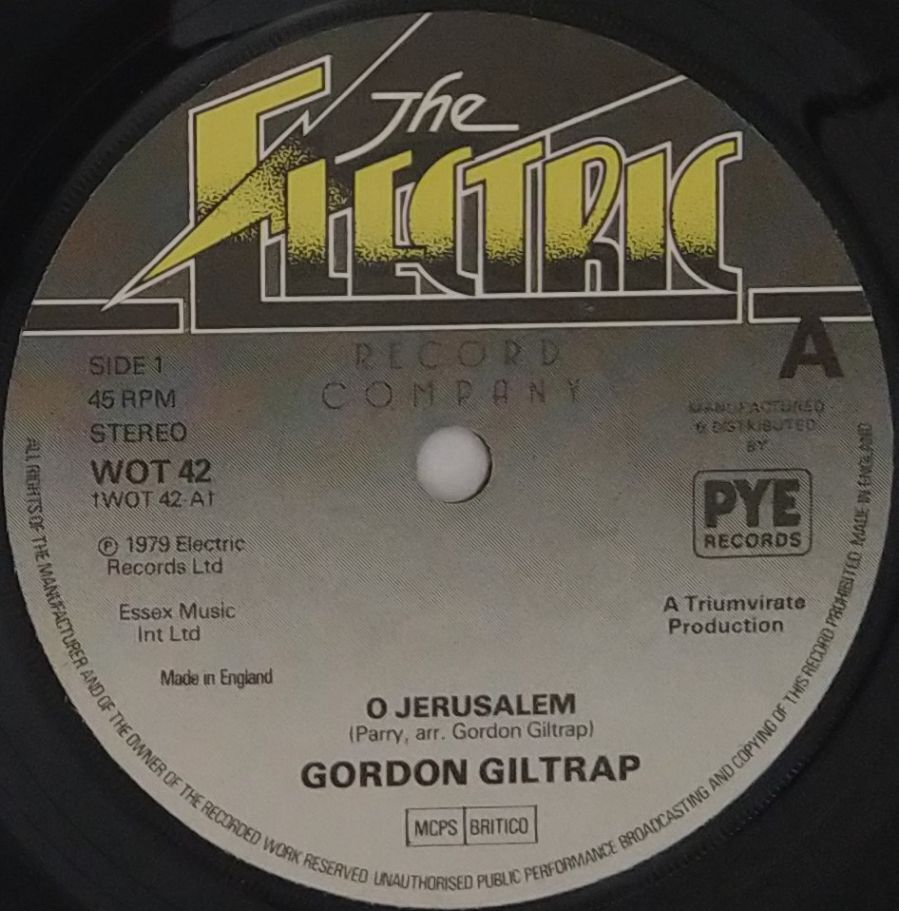 The
ELECTRIC
RECORD
COMPANY
SIDE 1
45 RPM
STEREO
WOT 42
†WOT 42-A†
℗ 1979 Electric
Records Ltd
Essex Music
Int Ltd
Made in England
A
MANUFACTURED
& DISTRIBUTED
BY
PYE
RECORDS
A Triumvirate
Production
O JERUSALEM
(Parry, arr. Gordon Giltrap)
GORDON GILTRAP
MCPS BRITICO
ALL RIGHTS OF THE MANUFACTURER AND OF THE OWNER OF THE RECORDED WORK RESERVED UNAUTHORISED PUBLIC PERFORMANCE BROADCASTING AND COPYING OF THIS RECORD PROHIBITED MADE IN ENGLAND